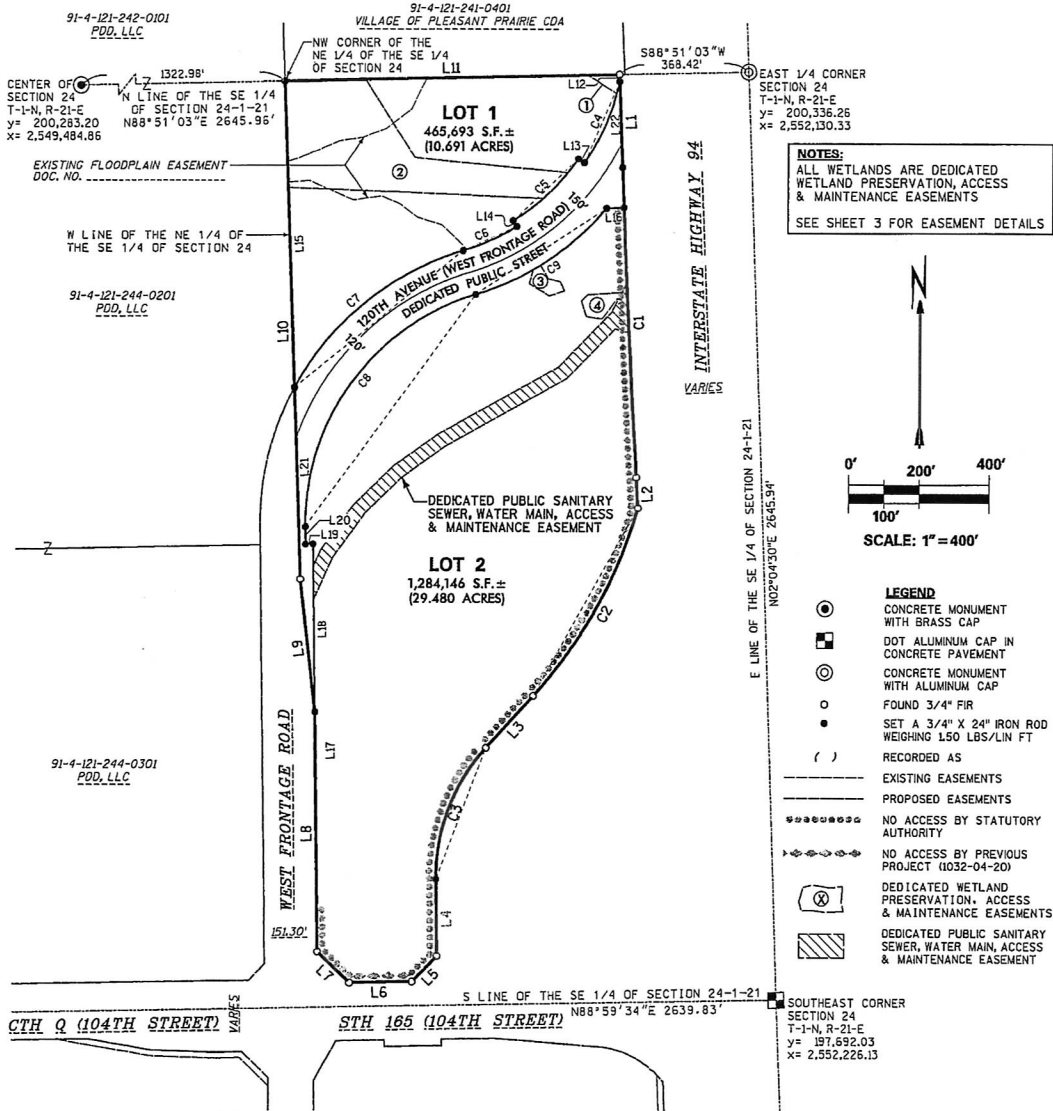 91-4-121-242-0101
PDD, LLC
91-4-121-241-0401
VILLAGE OF PLEASANT PRAIRIE CDA
NW CORNER OF THE
NE 1/4 OF THE SE 1/4
OF SECTION 24
L11
S88°51'03"W
368.42'
CENTER OF
SECTION 24
T-1-N, R-21-E
y= 200,283.20
x= 2,549,484.86
1322.98'
N LINE OF THE SE 1/4
OF SECTION 24-1-21
N88°51'03"E 2645.96'
EAST 1/4 CORNER
SECTION 24
T-1-N, R-21-E
y= 200,336.26
x= 2,552,130.33
LOT 1
465,693 S.F.±
(10.691 ACRES)
L12
1
C4
L22
L1
L13
EXISTING FLOODPLAIN EASEMENT
DOC. NO.
2
C5
L14
C6
L16
W LINE OF THE NE 1/4 OF
THE SE 1/4 OF SECTION 24
L15
91-4-121-244-0201
PDD, LLC
L10
C7
120TH AVENUE (WEST FRONTAGE ROAD)
150'
DEDICATED PUBLIC STREET
120'
C9
3
4
C8
C1
INTERSTATE HIGHWAY 94
VARIES
NOTES:
ALL WETLANDS ARE DEDICATED
WETLAND PRESERVATION, ACCESS
& MAINTENANCE EASEMENTS
SEE SHEET 3 FOR EASEMENT DETAILS
N
0' 200' 400'
100'
SCALE: 1"=400'
L21
L20
L19
DEDICATED PUBLIC SANITARY
SEWER, WATER MAIN, ACCESS
& MAINTENANCE EASEMENT
L2
LOT 2
1,284,146 S.F.±
(29.480 ACRES)
L18
L9
C2
L3
E LINE OF THE SE 1/4 OF SECTION 24-1-21
N02°04'30"E 2645.94'
LEGEND
CONCRETE MONUMENT
WITH BRASS CAP
DOT ALUMINUM CAP IN
CONCRETE PAVEMENT
CONCRETE MONUMENT
WITH ALUMINUM CAP
FOUND 3/4" FIR
SET A 3/4" X 24" IRON ROD
WEIGHING 1.50 LBS/LIN FT
( ) RECORDED AS
EXISTING EASEMENTS
PROPOSED EASEMENTS
NO ACCESS BY STATUTORY
AUTHORITY
NO ACCESS BY PREVIOUS
PROJECT (1032-04-20)
X
DEDICATED WETLAND
PRESERVATION, ACCESS
& MAINTENANCE EASEMENTS
DEDICATED PUBLIC SANITARY
SEWER, WATER MAIN, ACCESS
& MAINTENANCE EASEMENT
91-4-121-244-0301
PDD, LLC
WEST FRONTAGE ROAD
151.30'
L17
L8
C3
L4
L7
L6
L5
S LINE OF THE SE 1/4 OF SECTION 24-1-21
N88°59'34"E 2639.83'
CTH Q (104TH STREET)
VARIES
STH 165 (104TH STREET)
SOUTHEAST CORNER
SECTION 24
T-1-N, R-21-E
y= 197,692.03
x= 2,552,226.13